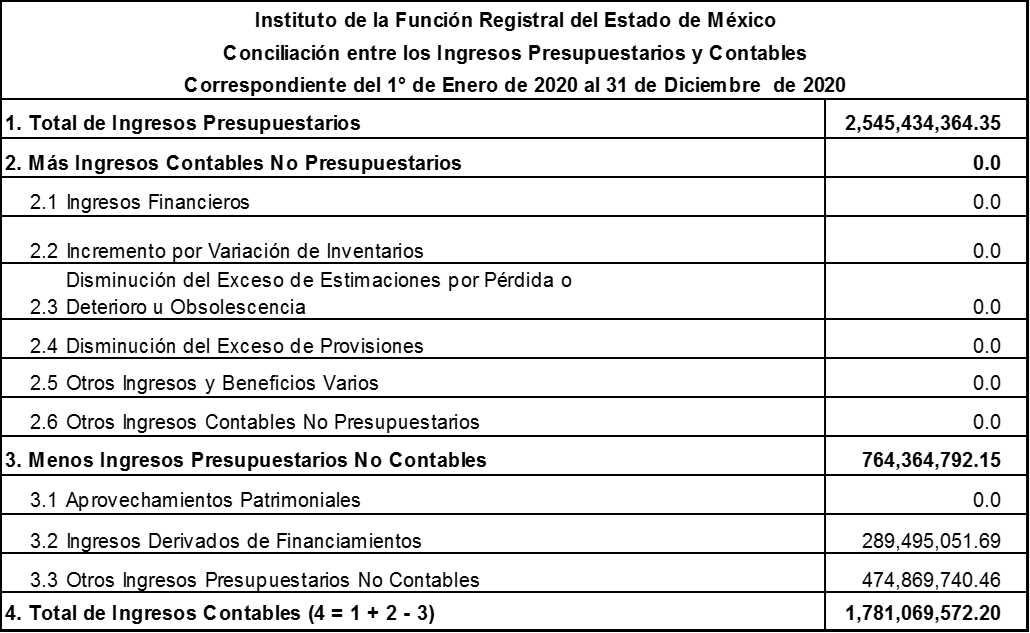 Instituto de la Función Registral del Estado de México
Conciliación entre los Ingresos Presupuestarios y Contables
Correspondiente del 1° de Enero de 2020 al 31 de Diciembre de 2020
1. Total de Ingresos Presupuestarios 2,545,434,364.35
2. Más Ingresos Contables No Presupuestarios 0.0
2.1 Ingresos Financieros 0.0
2.2 Incremento por Variación de Inventarios 0.0
Disminución del Exceso de Estimaciones por Pérdida o
2.3 Deterioro u Obsolescencia 0.0
2.4 Disminución del Exceso de Provisiones 0.0
2.5 Otros Ingresos y Beneficios Varios 0.0
2.6 Otros Ingresos Contables No Presupuestarios 0.0
3. Menos Ingresos Presupuestarios No Contables 764,364,792.15
3.1 Aprovechamientos Patrimoniales 0.0
3.2 Ingresos Derivados de Financiamientos 289,495,051.69
3.3 Otros Ingresos Presupuestarios No Contables 474,869,740.46
4. Total de Ingresos Contables (4 = 1 + 2 - 3) 1,781,069,572.20